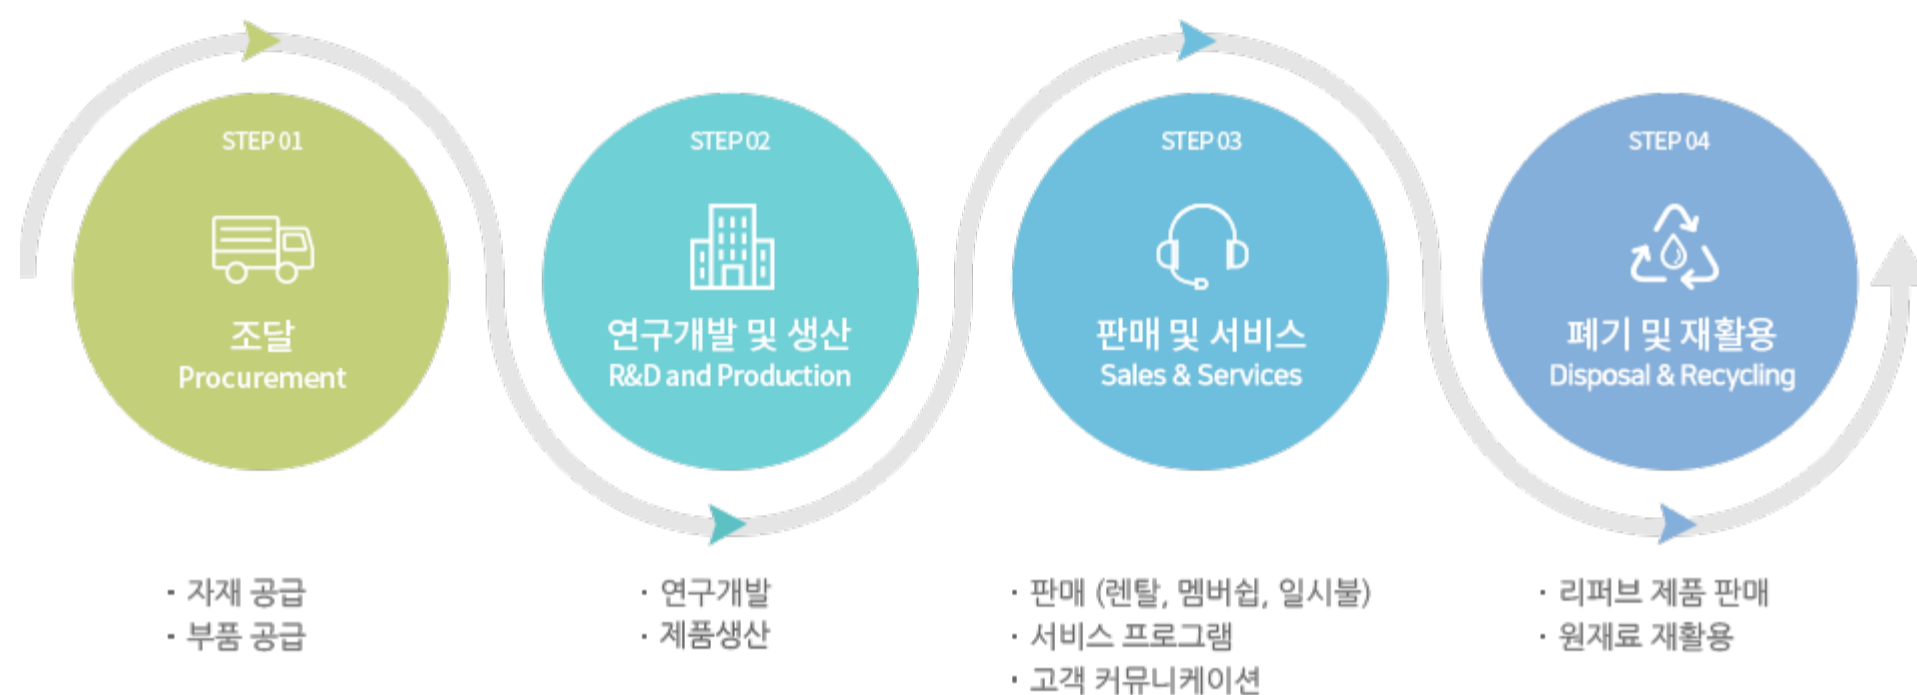 STEP 01
조달
Procurement
· 자재 공급
· 부품 공급
STEP 02
연구개발 및 생산
R&D and Production
· 연구개발
· 제품생산
STEP 03
판매 및 서비스
Sales & Services
· 판매 (렌탈, 멤버쉽, 일시불)
· 서비스 프로그램
· 고객 커뮤니케이션
STEP 04
폐기 및 재활용
Disposal & Recycling
· 리퍼브 제품 판매
· 원재료 재활용